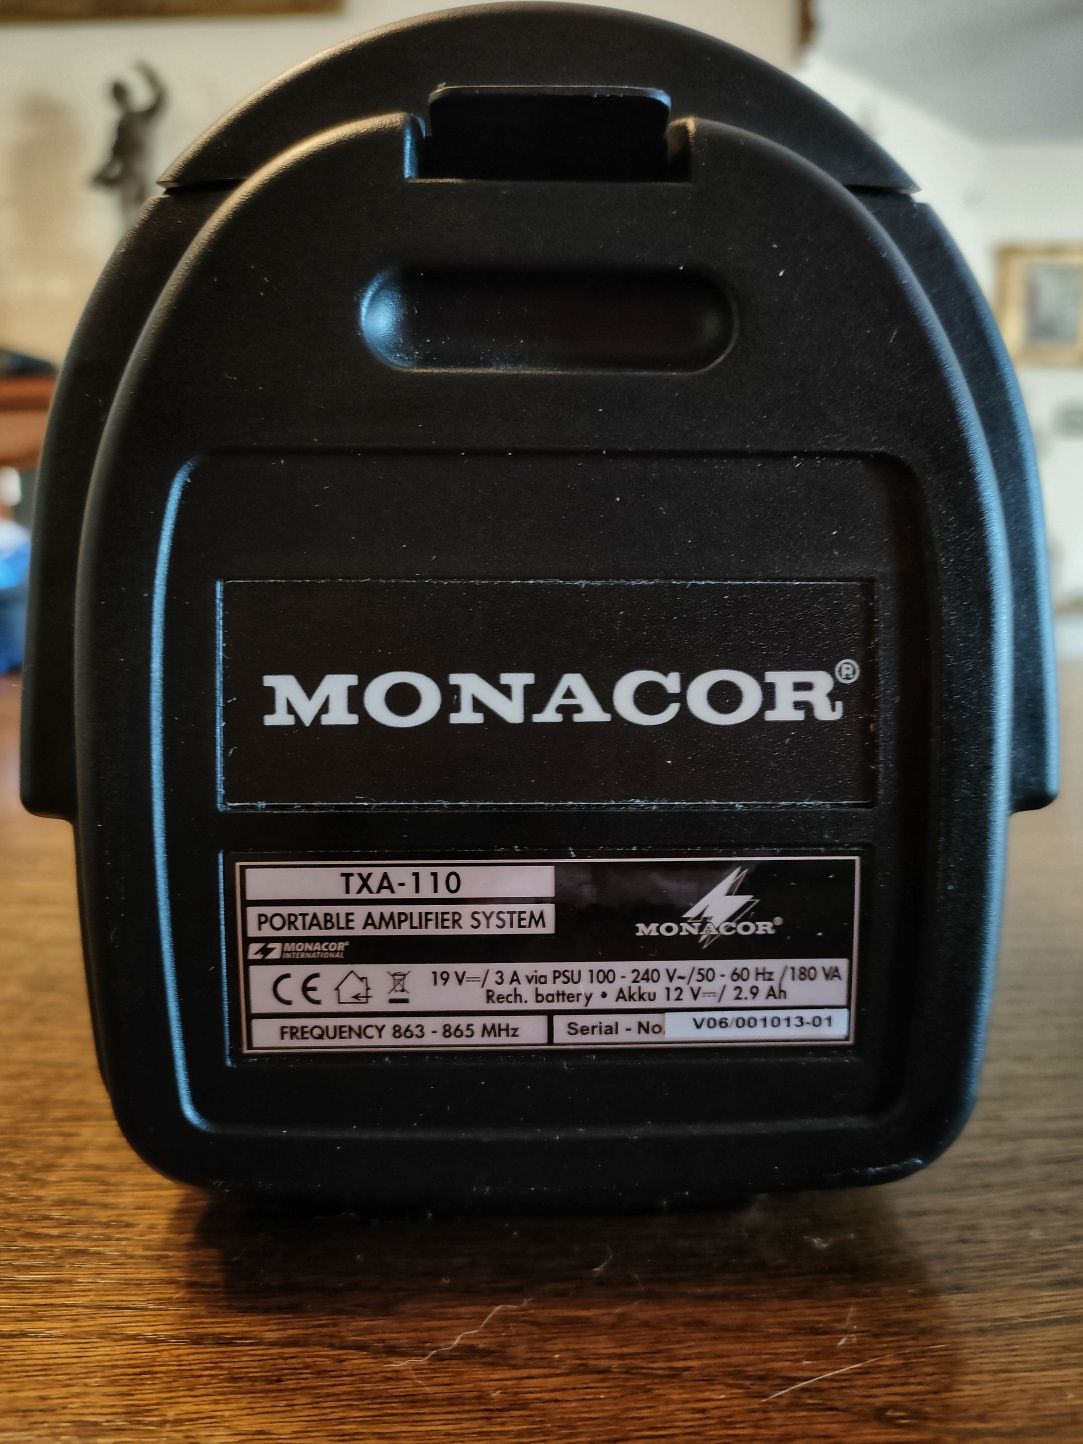 MONACOR®
TXA-110
PORTABLE AMPLIFIER SYSTEM
MONACOR®
MONACOR®
INTERNATIONAL
CE
19 V⎓/ 3 A via PSU 100 - 240 V~/50 - 60 Hz /180 VA
Rech. battery • Akku 12 V⎓/ 2.9 Ah
FREQUENCY 863 - 865 MHz
Serial - No.
V06/001013-01